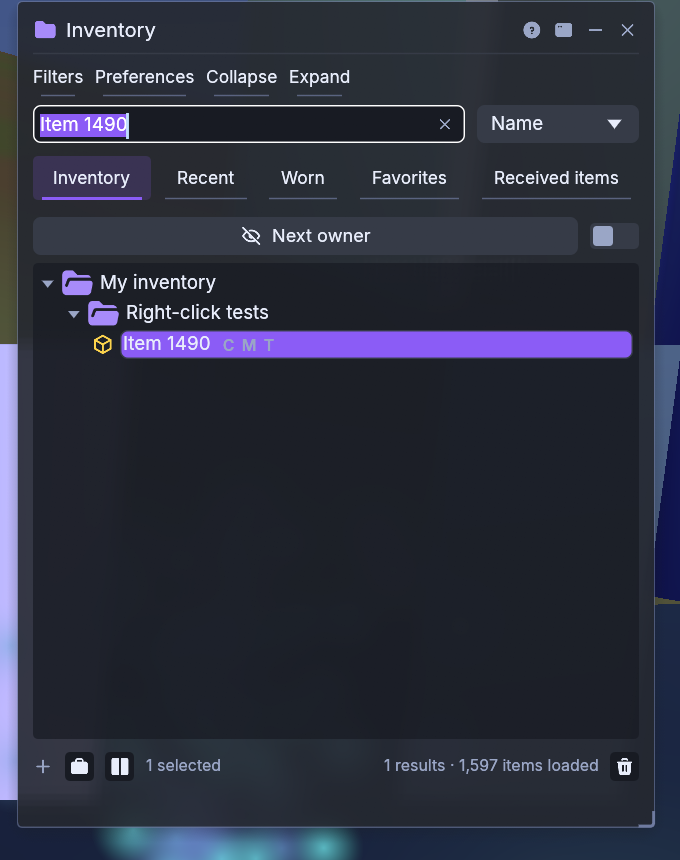 Inventory
Filters Preferences Collapse Expand
Item 1490 Name
Inventory Recent Worn Favorites Received items
Next owner
My inventory
Right-click tests
Item 1490 C M T
1 selected 1 results · 1,597 items loaded